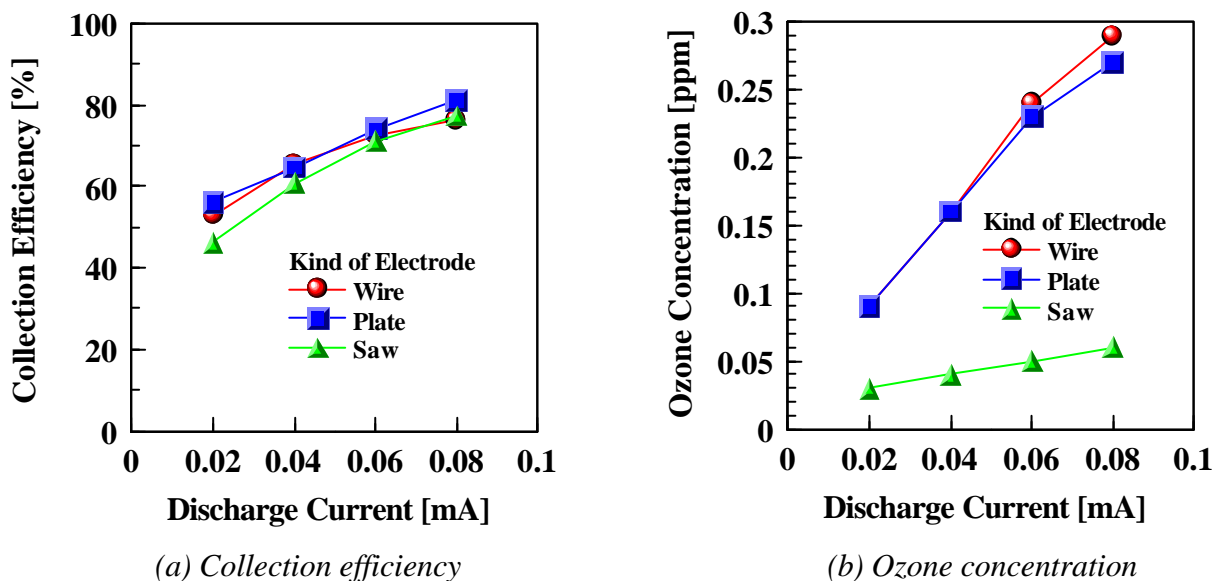 Collection Efficiency [%]
100
80
60
40
20
0
Kind of Electrode
Wire
Plate
Saw
0 0.02 0.04 0.06 0.08 0.1
Discharge Current [mA]
(a) Collection efficiency
Ozone Concentration [ppm]
0.3
0.25
0.2
0.15
0.1
0.05
0
Kind of Electrode
Wire
Plate
Saw
0 0.02 0.04 0.06 0.08 0.1
Discharge Current [mA]
(b) Ozone concentration